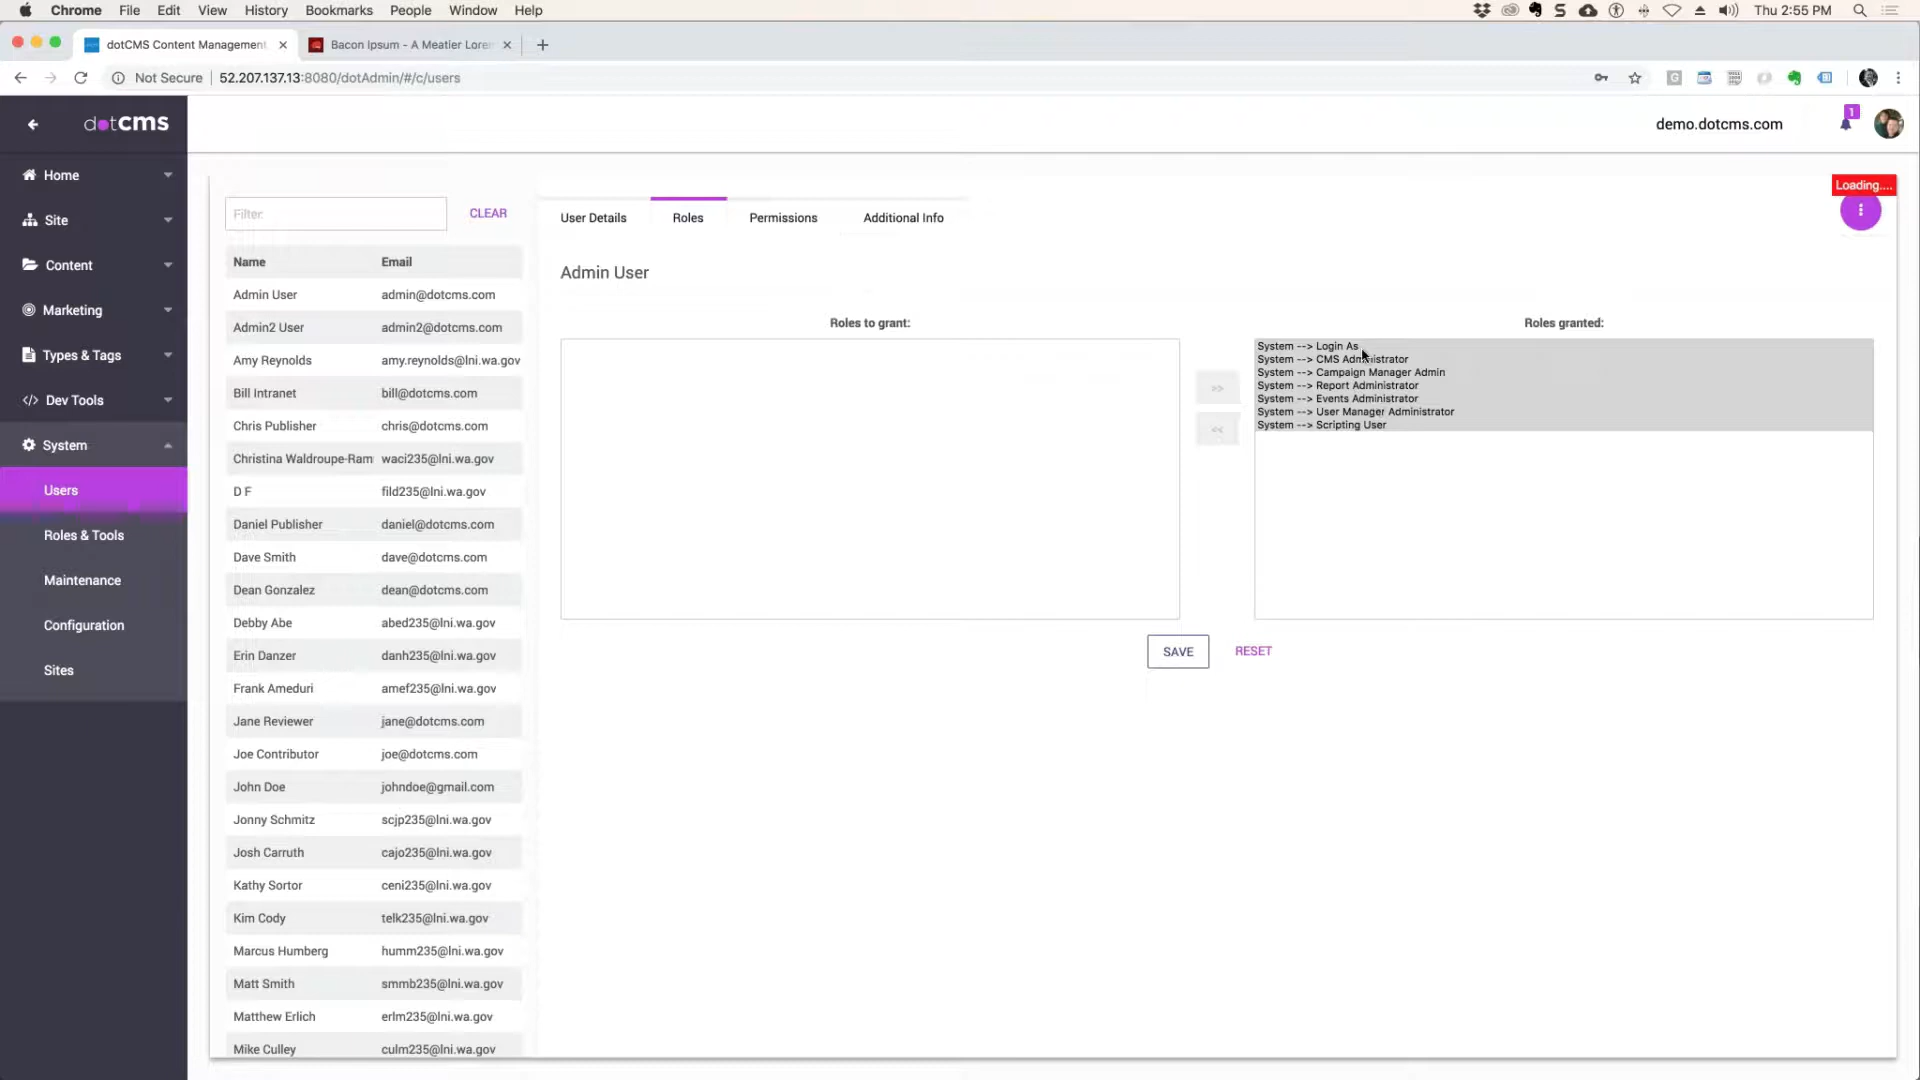 Chrome File Edit View History Bookmarks People Window Help Thu 2:55 PM
dotCMS Content Management
Bacon Ipsum - A Meatier Lorem
Not Secure 52.207.137.13:8080/dotAdmin/#/c/users
dotCMS
demo.dotcms.com
1
Loading....
Home
Site
Content
Marketing
Types & Tags
Dev Tools
System
Users
Roles & Tools
Maintenance
Configuration
Sites
Filter
CLEAR
Name Email
Admin User admin@dotcms.com
Admin2 User admin2@dotcms.com
Amy Reynolds amy.reynolds@lni.wa.gov
Bill Intranet bill@dotcms.com
Chris Publisher chris@dotcms.com
Christina Waldroupe-Ram waci235@lni.wa.gov
D F fild235@lni.wa.gov
Daniel Publisher daniel@dotcms.com
Dave Smith dave@dotcms.com
Dean Gonzalez dean@dotcms.com
Debby Abe abed235@lni.wa.gov
Erin Danzer danh235@lni.wa.gov
Frank Ameduri amef235@lni.wa.gov
Jane Reviewer jane@dotcms.com
Joe Contributor joe@dotcms.com
John Doe johndoe@gmail.com
Jonny Schmitz scjp235@lni.wa.gov
Josh Carruth cajo235@lni.wa.gov
Kathy Sortor ceni235@lni.wa.gov
Kim Cody telk235@lni.wa.gov
Marcus Humberg humm235@lni.wa.gov
Matt Smith smmb235@lni.wa.gov
Matthew Erlich erlm235@lni.wa.gov
Mike Culley culm235@lni.wa.gov
User Details Roles Permissions Additional Info
Admin User
Roles to grant:
>>
<<
Roles granted:
System --> Login As
System --> CMS Administrator
System --> Campaign Manager Admin
System --> Report Administrator
System --> Events Administrator
System --> User Manager Administrator
System --> Scripting User
SAVE RESET